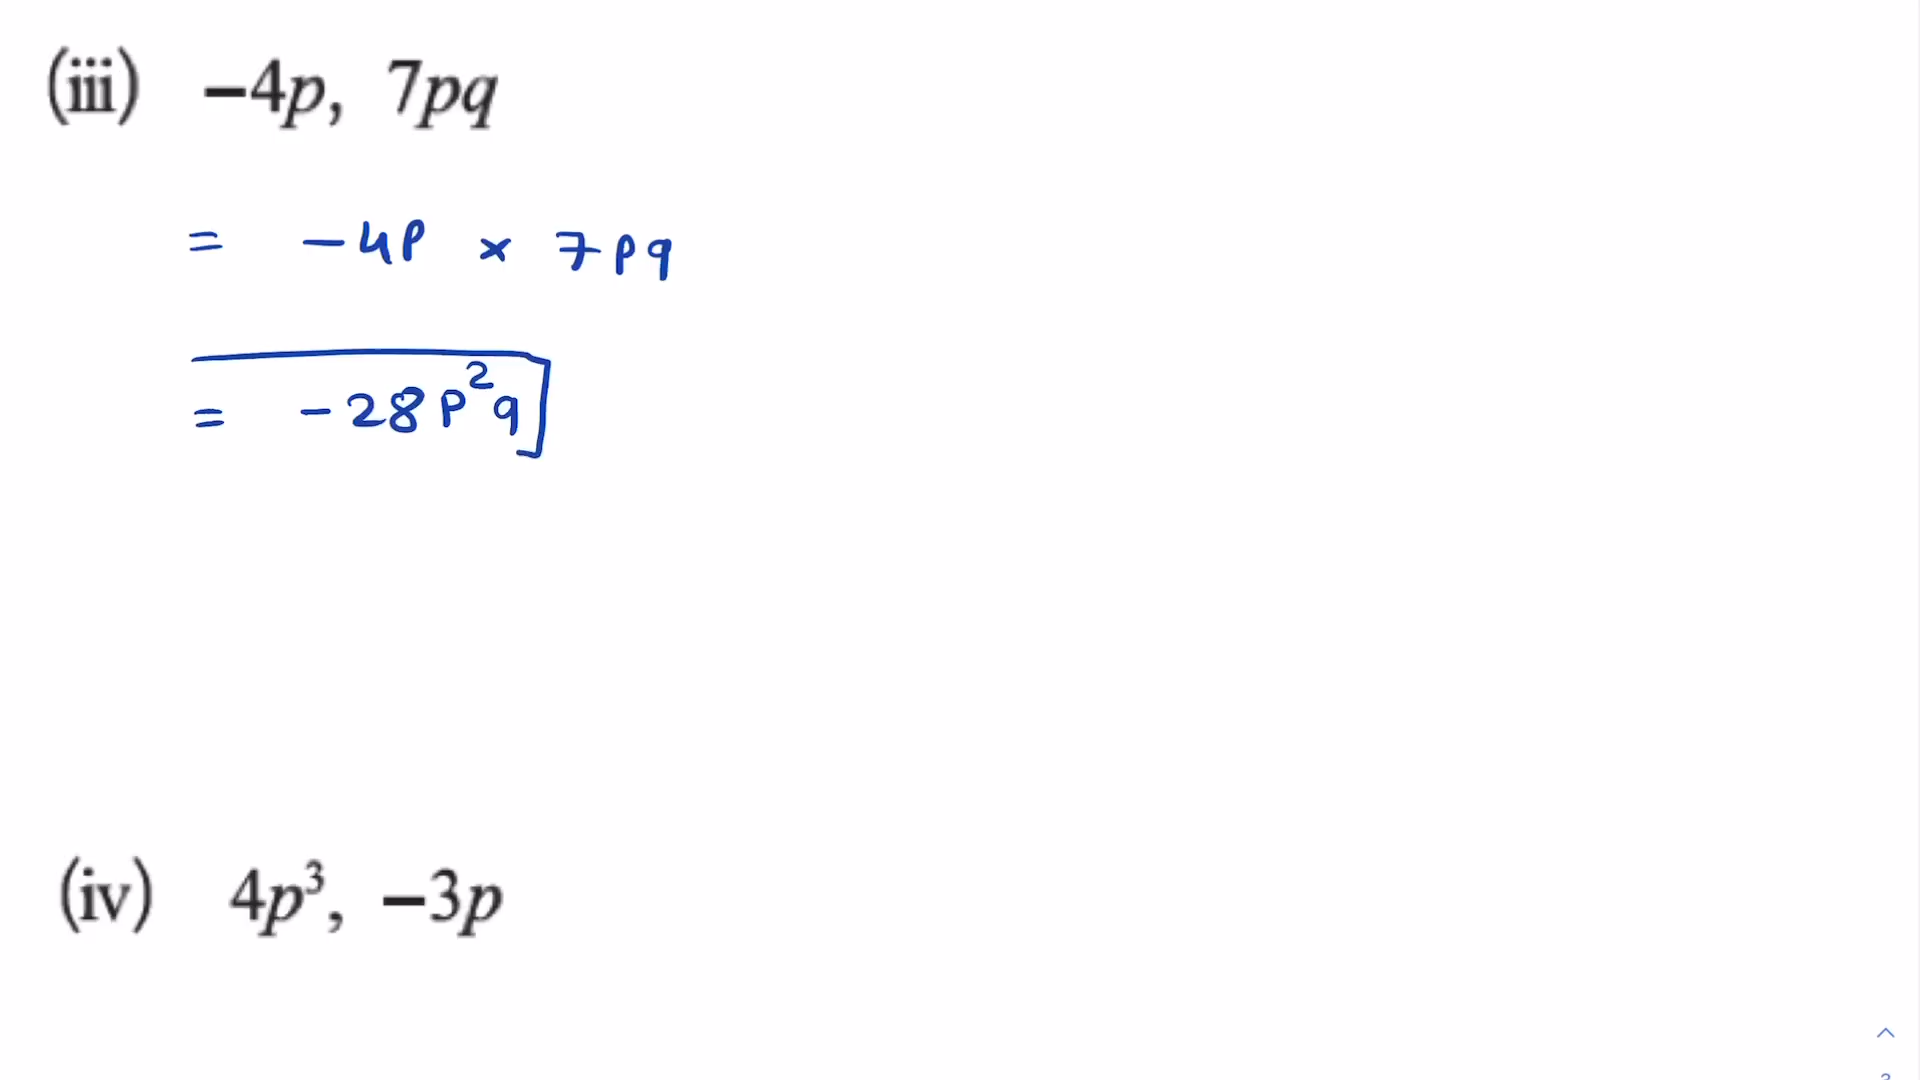 (iii) −4p, 7pq
= −4p × 7pq
= −28p²q
(iv) 4p³, −3p